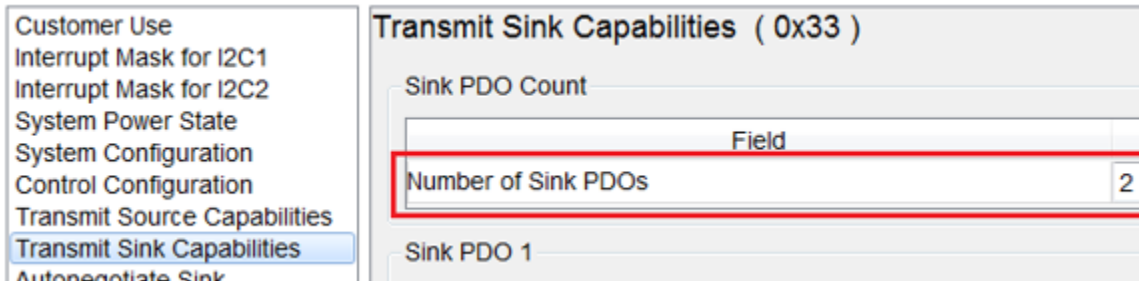 Customer Use
Interrupt Mask for I2C1
Interrupt Mask for I2C2
System Power State
System Configuration
Control Configuration
Transmit Source Capabilities
Transmit Sink Capabilities
Autonegotiate Sink
Transmit Sink Capabilities ( 0x33 )
Sink PDO Count
Field
Number of Sink PDOs 2
Sink PDO 1